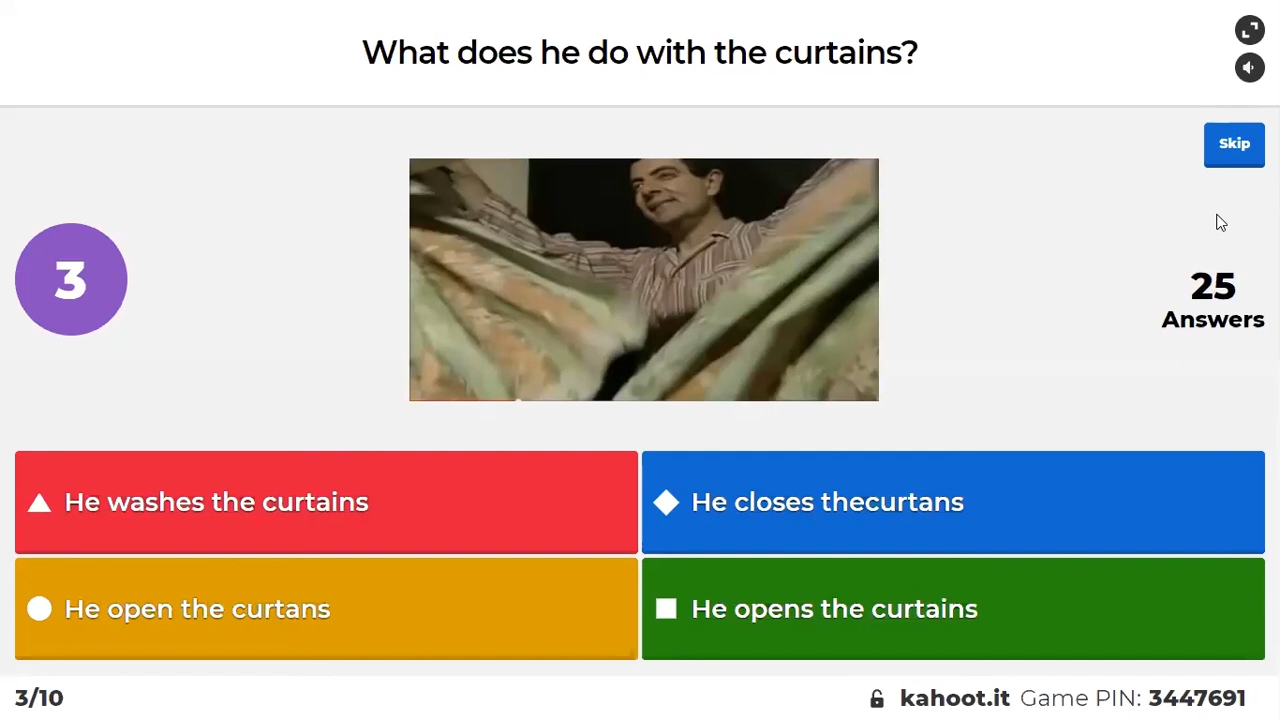 What does he do with the curtains?
Skip
3
25
Answers
He washes the curtains
He closes thecurtans
He open the curtans
He opens the curtains
3/10
kahoot.it Game PIN: 3447691